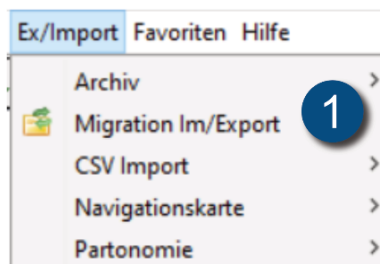 Ex/Import Favoriten Hilfe
Archiv
Migration Im/Export
1
CSV Import
Navigationskarte
Partonomie